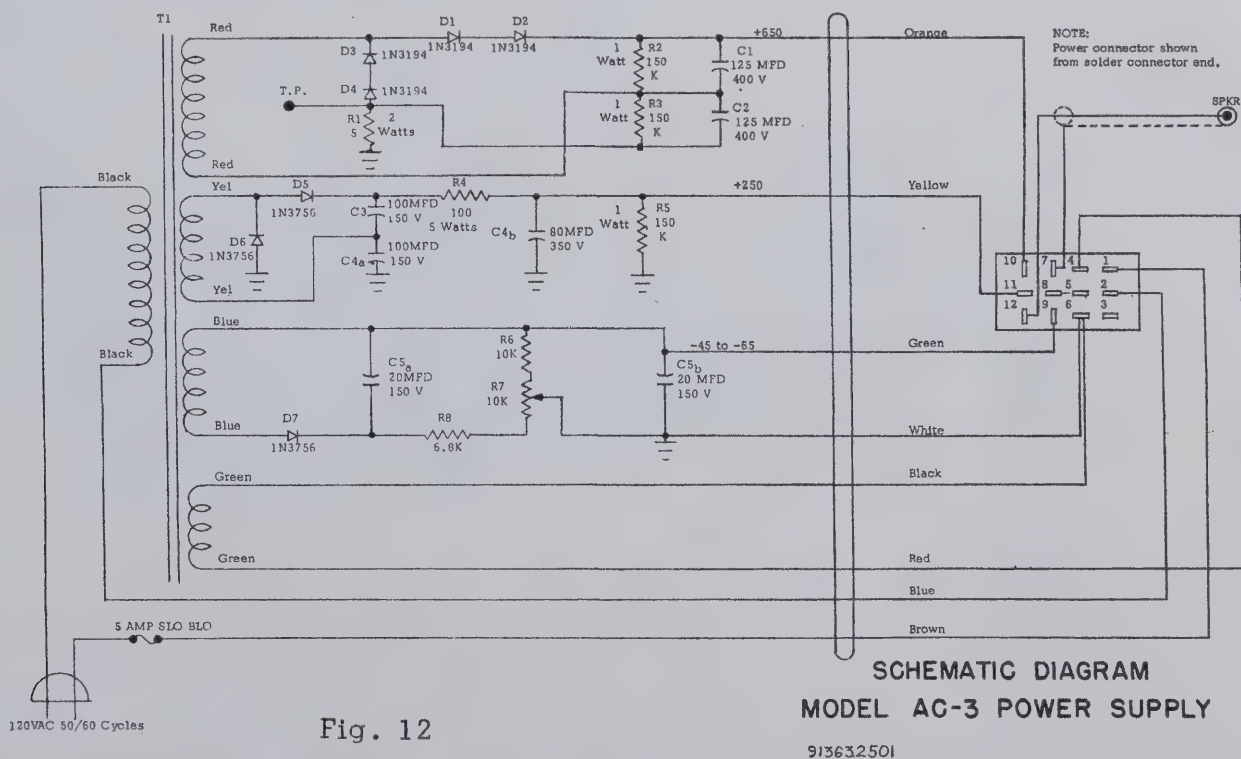 T1
Red
D1
1N3194
D2
1N3194
D3
1N3194
D4
1N3194
T.P.
R1
5
2
Watts
1
Watt
R2
150
K
1
Watt
R3
150
K
+650
C1
125 MFD
400 V
C2
125 MFD
400 V
Orange
NOTE:
Power connector shown
from solder connector end.
SPKR
Red
Black
Yel
D5
1N3756
D6
1N3756
100MFD
C3
150 V
100MFD
C4a
150 V
R4
100
5 Watts
C4b
80MFD
350 V
1
Watt
R5
150
K
+250
Yellow
Yel
10
7
4
1
11
8
5
2
12
9
6
3
Black
Blue
C5a
20MFD
150 V
R6
10K
R7
10K
-45 to -65
C5b
20 MFD
150 V
Green
Blue
D7
1N3756
R8
6.8K
White
Green
Black
Green
Red
Blue
5 AMP SLO BLO
Brown
120VAC 50/60 Cycles
Fig. 12
SCHEMATIC DIAGRAM
MODEL AC-3 POWER SUPPLY
913632501